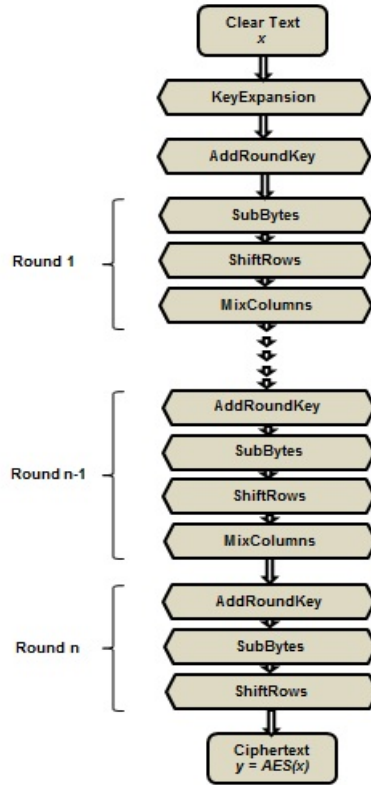 Clear Text
x
KeyExpansion
AddRoundKey
Round 1
SubBytes
ShiftRows
MixColumns
Round n-1
AddRoundKey
SubBytes
ShiftRows
MixColumns
Round n
AddRoundKey
SubBytes
ShiftRows
Ciphertext
y = AES(x)